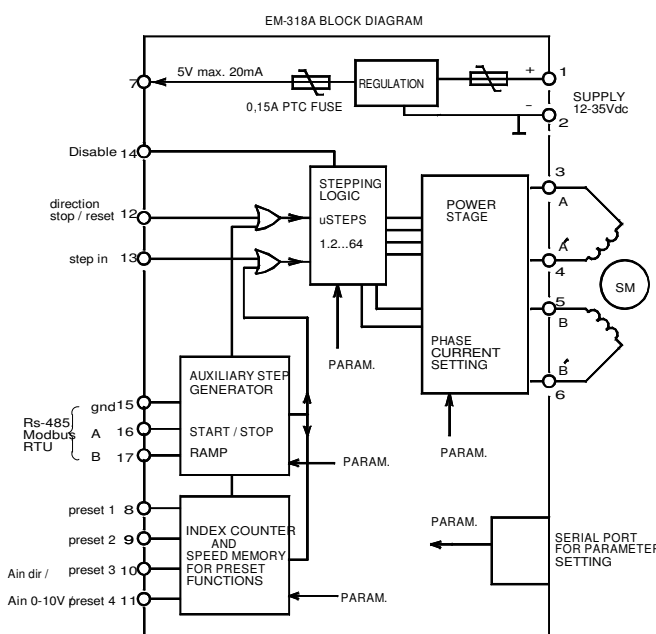 EM-318A BLOCK DIAGRAM
7
5V max. 20mA
0,15A PTC FUSE
REGULATION
+
1
-
2
SUPPLY
12-35Vdc
Disable 14
direction
stop / reset 12
step in 13
STEPPING
LOGIC
uSTEPS
1.2...64
POWER
STAGE
PHASE
CURRENT
SETTING
3
A
A'
4
5
B
B'
6
SM
PARAM.
PARAM.
AUXILIARY STEP
GENERATOR
START / STOP
RAMP
PARAM.
gnd 15
Rs-485
Modbus
RTU
A 16
B 17
preset 1 8
preset 2 9
Ain dir / preset 3 10
Ain 0-10V / preset 4 11
INDEX COUNTER
AND
SPEED MEMORY
FOR PRESET
FUNCTIONS
PARAM.
PARAM.
SERIAL PORT
FOR PARAMETER
SETTING